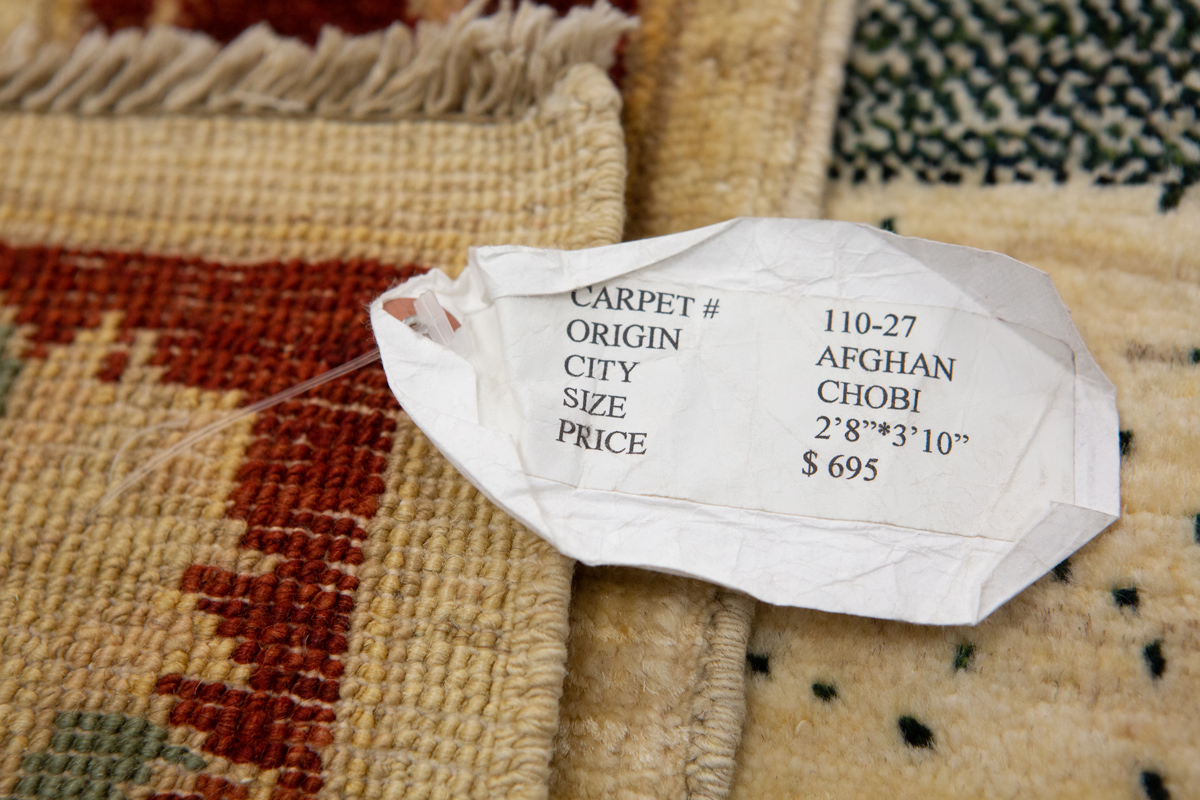 CARPET # 110-27
ORIGIN AFGHAN
CITY CHOBI
SIZE 2’8”*3’10”
PRICE $ 695